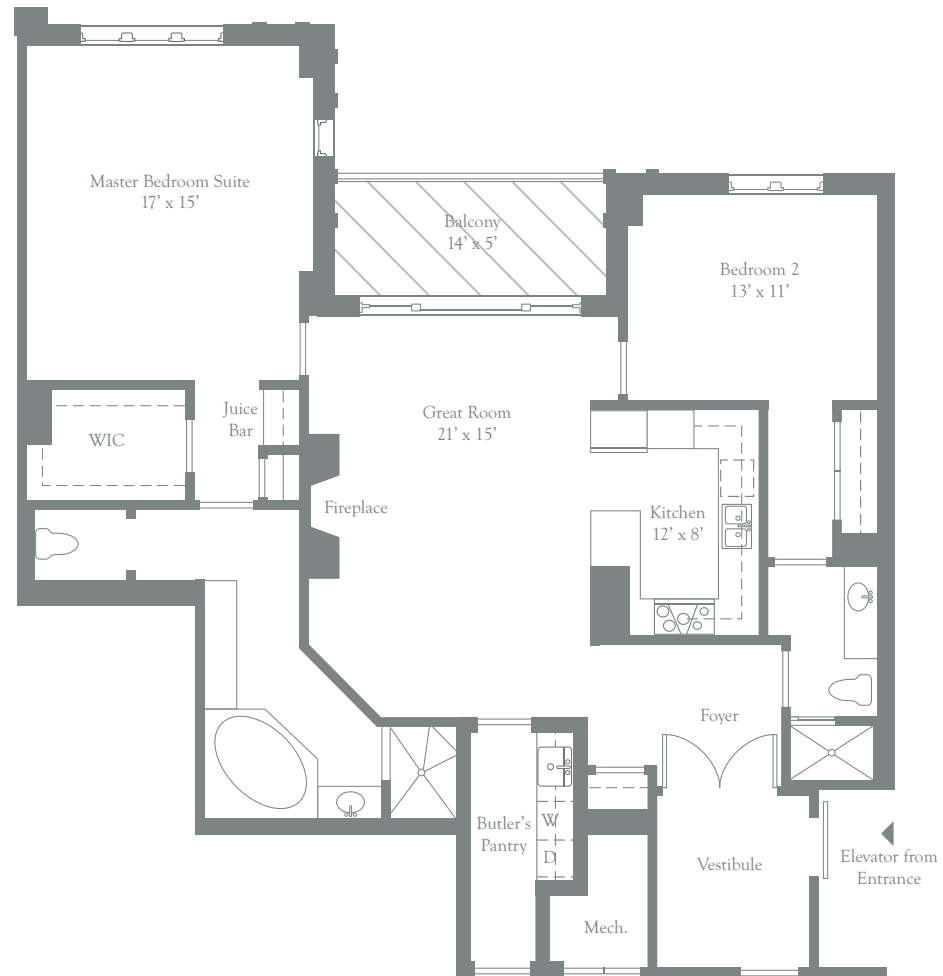 Master Bedroom Suite
17’ x 15’
Balcony
14’ x 5’
Bedroom 2
13’ x 11’
Juice
Bar
WIC
Great Room
21’ x 15’
Fireplace
Kitchen
12’ x 8’
Foyer
Butler’s
Pantry
W
D
Vestibule
Elevator from
Entrance
Mech.